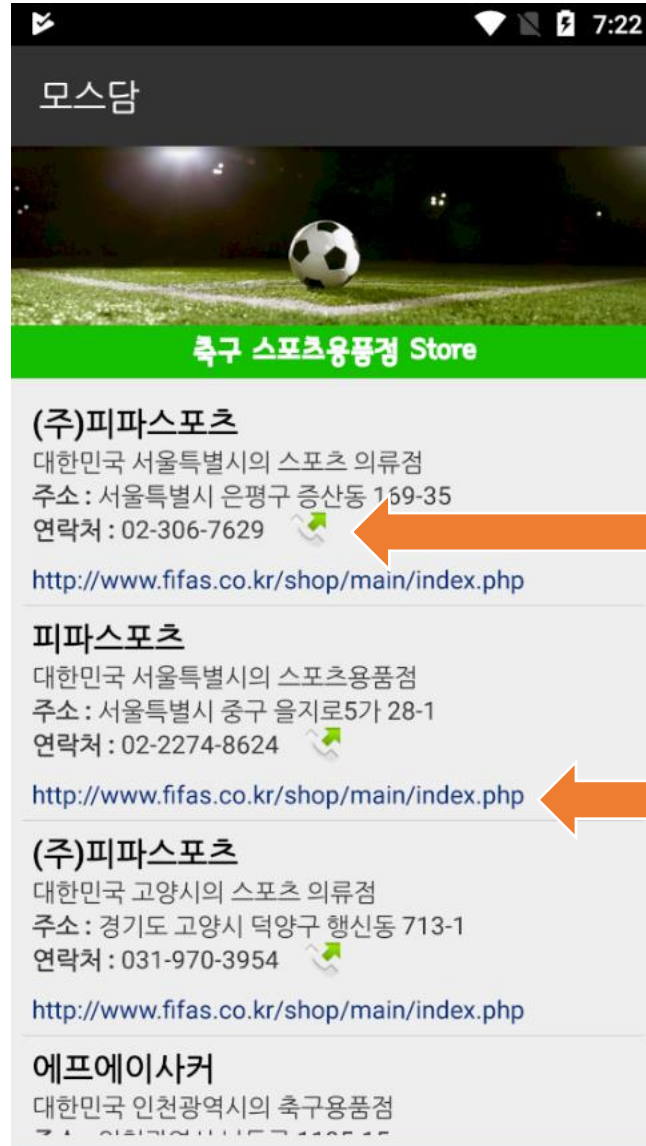 7:22
모스담
축구 스포츠용품점 Store
(주)피파스포츠
대한민국 서울특별시의 스포츠 의류점
주소 : 서울특별시 은평구 증산동 169-35
연락처 : 02-306-7629
http://www.fifas.co.kr/shop/main/index.php
피파스포츠
대한민국 서울특별시의 스포츠용품점
주소 : 서울특별시 중구 을지로5가 28-1
연락처 : 02-2274-8624
http://www.fifas.co.kr/shop/main/index.php
(주)피파스포츠
대한민국 고양시의 스포츠 의류점
주소 : 경기도 고양시 덕양구 행신동 713-1
연락처 : 031-970-3954
http://www.fifas.co.kr/shop/main/index.php
에프에이사커
대한민국 인천광역시의 축구용품점